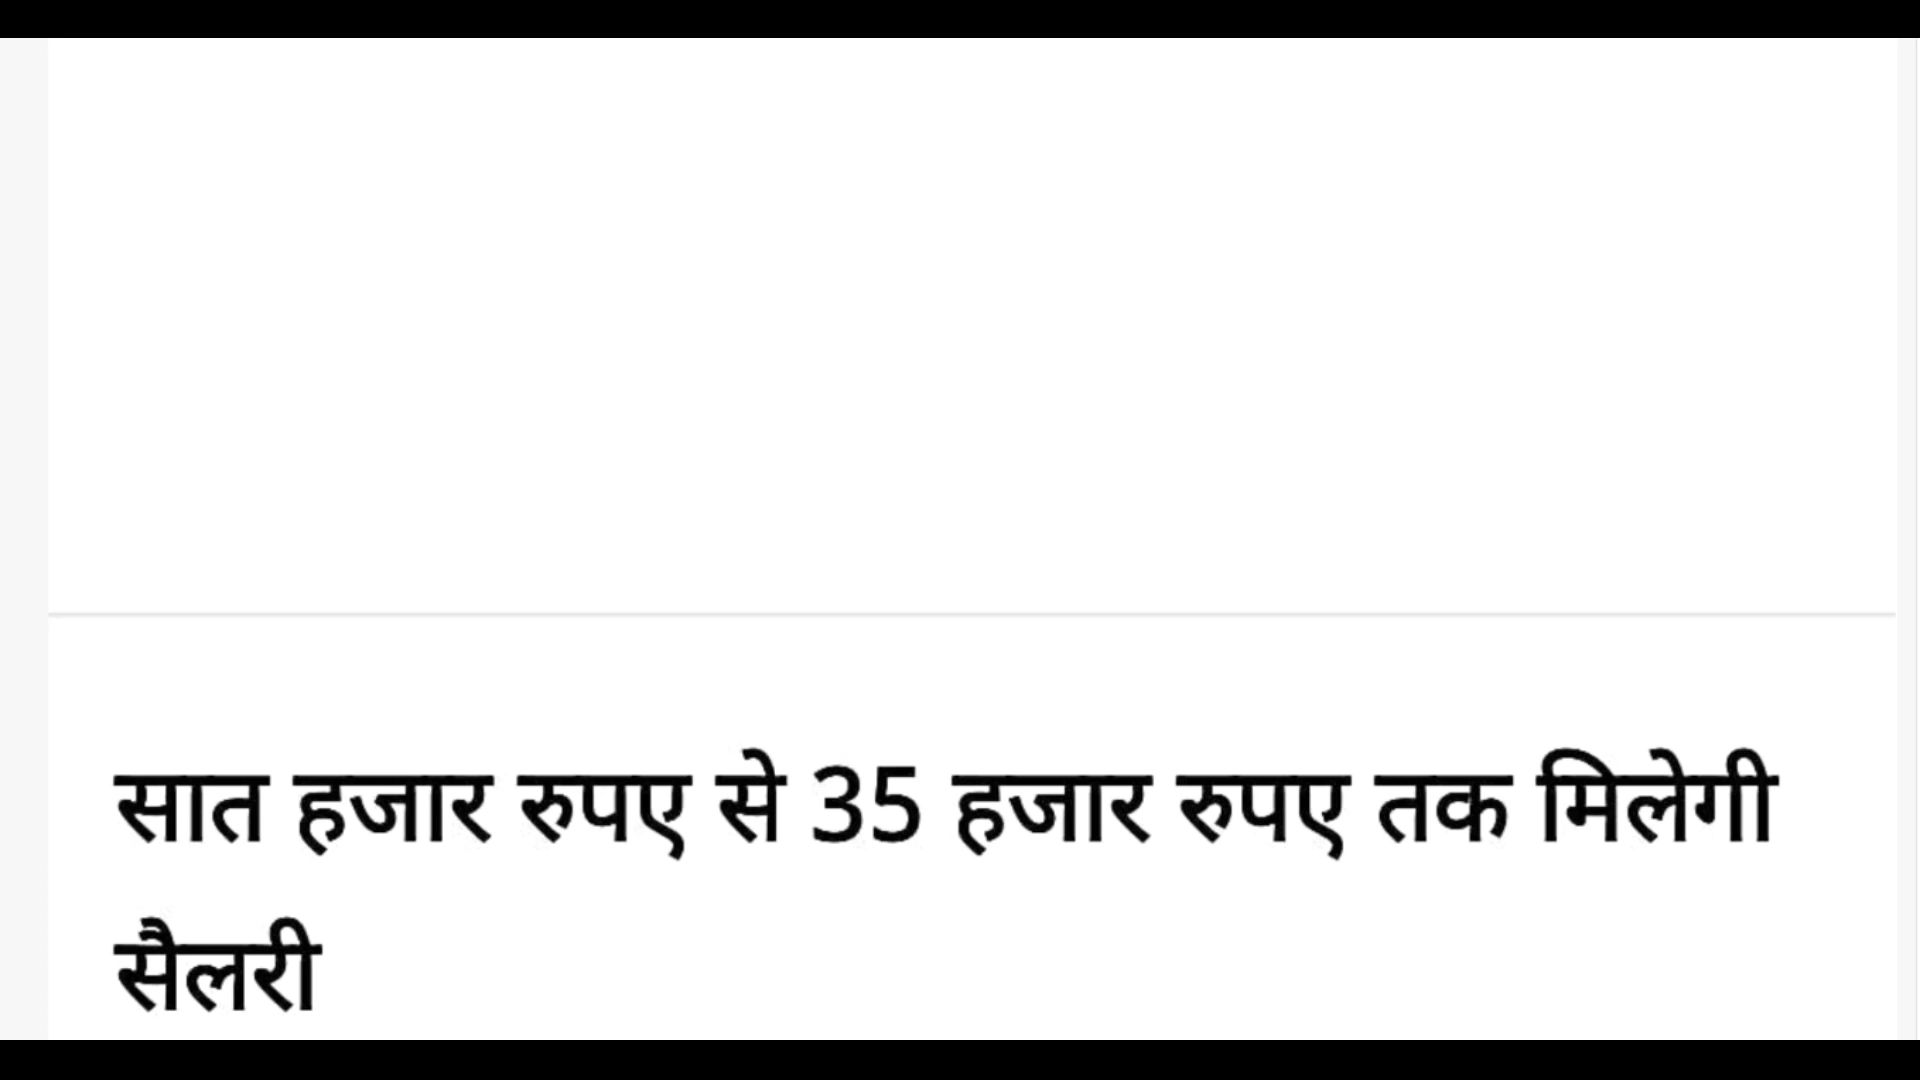 सात हजार रुपए से 35 हजार रुपए तक मिलेगी
सैलरी